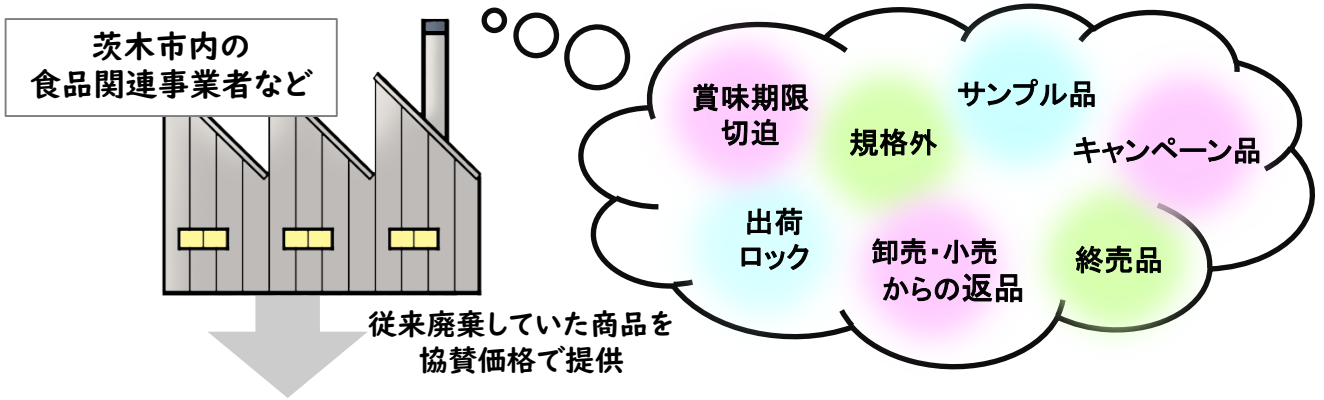 茨木市内の
食品関連事業者など
賞味期限
切迫
規格外
サンプル品
キャンペーン品
出荷
ロック
卸売・小売
からの返品
終売品
従来廃棄していた商品を
協賛価格で提供